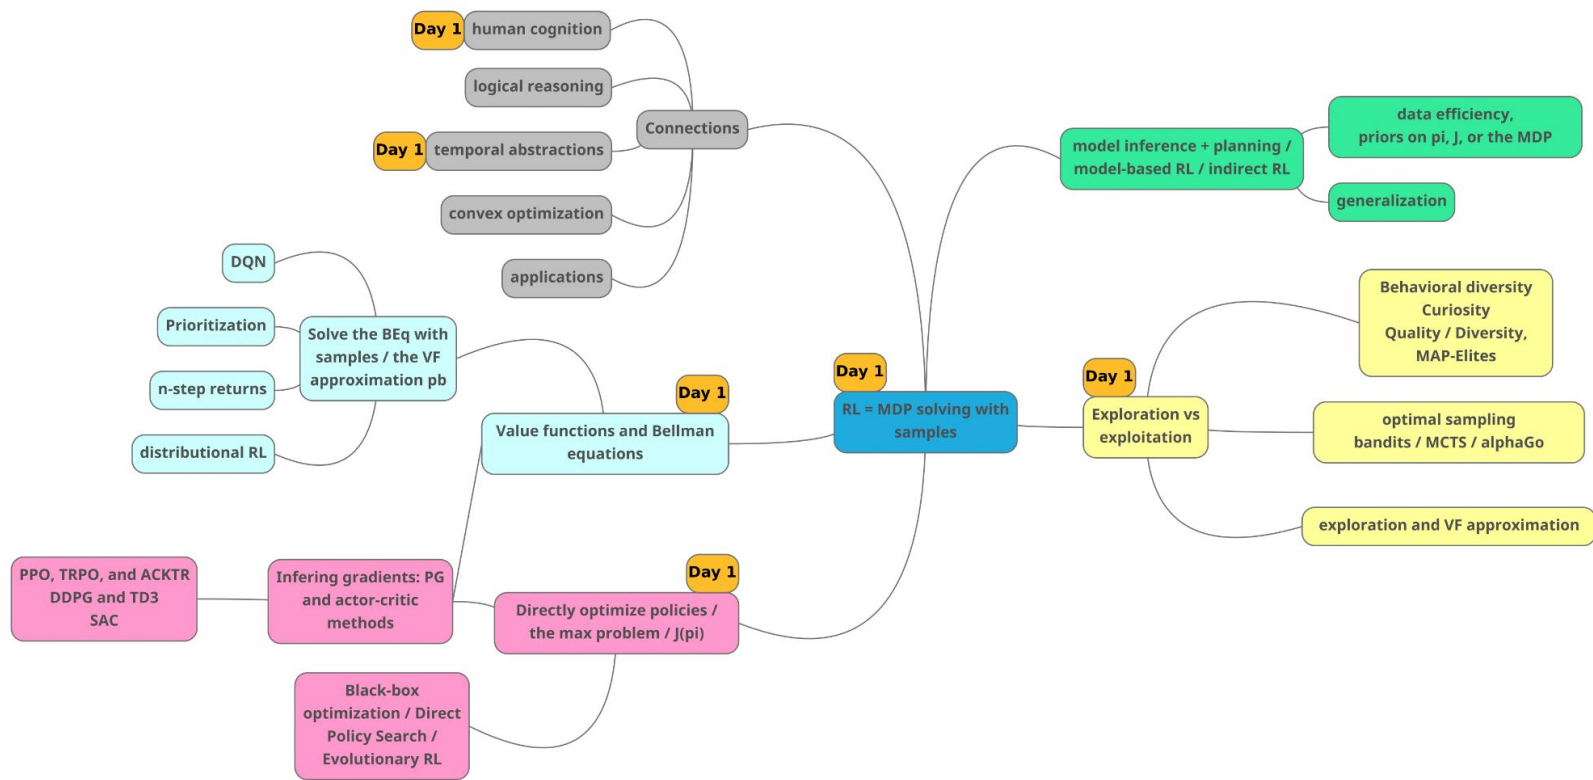 Day 1
human cognition
logical reasoning
Day 1
temporal abstractions
convex optimization
applications
Connections
model inference + planning /
model-based RL / indirect RL
data efficiency,
priors on pi, J, or the MDP
generalization
DQN
Prioritization
n-step returns
distributional RL
Solve the BEq with
samples / the VF
approximation pb
Day 1
Value functions and Bellman
equations
Day 1
RL = MDP solving with
samples
Day 1
Exploration vs
exploitation
Behavioral diversity
Curiosity
Quality / Diversity,
MAP-Elites
optimal sampling
bandits / MCTS / alphaGo
exploration and VF approximation
PPO, TRPO, and ACKTR
DDPG and TD3
SAC
Infering gradients: PG
and actor-critic
methods
Day 1
Directly optimize policies /
the max problem / J(pi)
Black-box
optimization / Direct
Policy Search /
Evolutionary RL